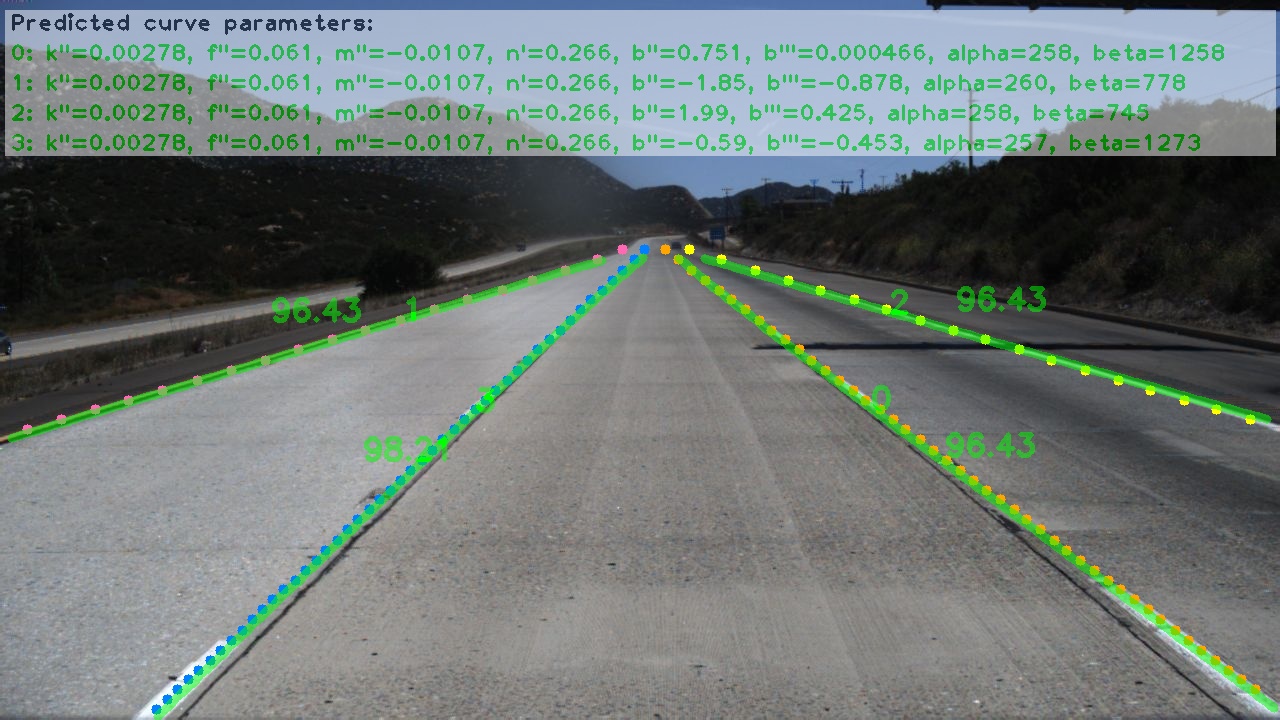 Predicted curve parameters:
0: k''=0.00278, f''=0.061, m''=−0.0107, n'=0.266, b''=0.751, b'''=0.000466, alpha=258, beta=1258
1: k''=0.00278, f''=0.061, m''=−0.0107, n'=0.266, b''=−1.85, b'''=−0.878, alpha=260, beta=778
2: k''=0.00278, f''=0.061, m''=−0.0107, n'=0.266, b''=1.99, b'''=0.425, alpha=258, beta=745
3: k''=0.00278, f''=0.061, m''=−0.0107, n'=0.266, b''=−0.59, b'''=−0.453, alpha=257, beta=1273
96.43 1 2 96.43
0
98.21 96.43